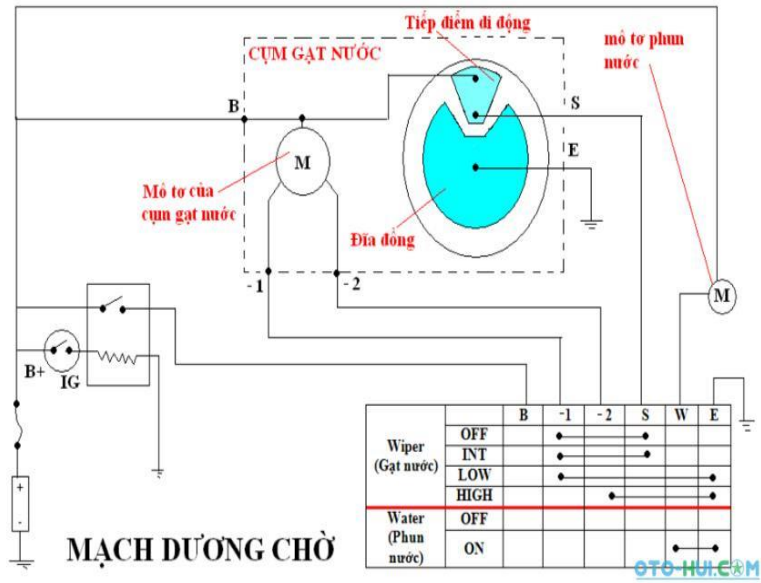 Tiếp điểm di động
mô tơ phun
nước
CỤM GẠT NƯỚC
B
S
M
E
Mô tơ của
cụm gạt nước
Đĩa đồng
-1
-2
M
B+
IG
B -1 -2 S W E
Wiper
(Gạt nước)
OFF
INT
LOW
HIGH
Water
(Phun
nước)
OFF
ON
+
-
MẠCH DƯƠNG CHỜ
OTO-HUI.COM